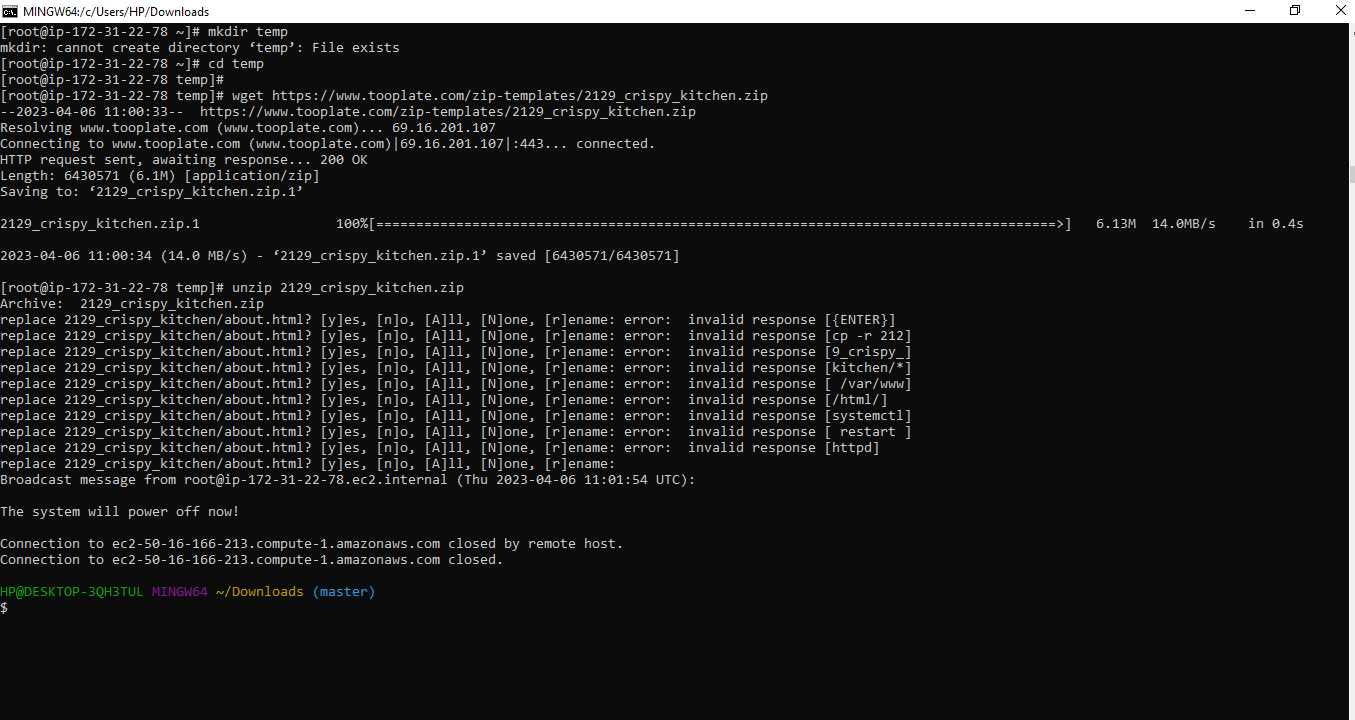 MINGW64:/c/Users/HP/Downloads
[root@ip-172-31-22-78 ~]# mkdir temp
mkdir: cannot create directory ‘temp’: File exists
[root@ip-172-31-22-78 ~]# cd temp
[root@ip-172-31-22-78 temp]#
[root@ip-172-31-22-78 temp]# wget https://www.tooplate.com/zip-templates/2129_crispy_kitchen.zip
--2023-04-06 11:00:33--  https://www.tooplate.com/zip-templates/2129_crispy_kitchen.zip
Resolving www.tooplate.com (www.tooplate.com)... 69.16.201.107
Connecting to www.tooplate.com (www.tooplate.com)|69.16.201.107|:443... connected.
HTTP request sent, awaiting response... 200 OK
Length: 6430571 (6.1M) [application/zip]
Saving to: ‘2129_crispy_kitchen.zip.1’
2129_crispy_kitchen.zip.1                 100%[=====================================================================================>]   6.13M  14.0MB/s    in 0.4s
2023-04-06 11:00:34 (14.0 MB/s) - ‘2129_crispy_kitchen.zip.1’ saved [6430571/6430571]
[root@ip-172-31-22-78 temp]# unzip 2129_crispy_kitchen.zip
Archive:  2129_crispy_kitchen.zip
replace 2129_crispy_kitchen/about.html? [y]es, [n]o, [A]ll, [N]one, [r]ename: error:  invalid response [{ENTER}]
replace 2129_crispy_kitchen/about.html? [y]es, [n]o, [A]ll, [N]one, [r]ename: error:  invalid response [cp -r 212]
replace 2129_crispy_kitchen/about.html? [y]es, [n]o, [A]ll, [N]one, [r]ename: error:  invalid response [9_crispy_]
replace 2129_crispy_kitchen/about.html? [y]es, [n]o, [A]ll, [N]one, [r]ename: error:  invalid response [kitchen/*]
replace 2129_crispy_kitchen/about.html? [y]es, [n]o, [A]ll, [N]one, [r]ename: error:  invalid response [ /var/www]
replace 2129_crispy_kitchen/about.html? [y]es, [n]o, [A]ll, [N]one, [r]ename: error:  invalid response [/html/]
replace 2129_crispy_kitchen/about.html? [y]es, [n]o, [A]ll, [N]one, [r]ename: error:  invalid response [systemctl]
replace 2129_crispy_kitchen/about.html? [y]es, [n]o, [A]ll, [N]one, [r]ename: error:  invalid response [ restart ]
replace 2129_crispy_kitchen/about.html? [y]es, [n]o, [A]ll, [N]one, [r]ename: error:  invalid response [httpd]
replace 2129_crispy_kitchen/about.html? [y]es, [n]o, [A]ll, [N]one, [r]ename:
Broadcast message from root@ip-172-31-22-78.ec2.internal (Thu 2023-04-06 11:01:54 UTC):
The system will power off now!
Connection to ec2-50-16-166-213.compute-1.amazonaws.com closed by remote host.
Connection to ec2-50-16-166-213.compute-1.amazonaws.com closed.
HP@DESKTOP-3QH3TUL MINGW64 ~/Downloads (master)
$